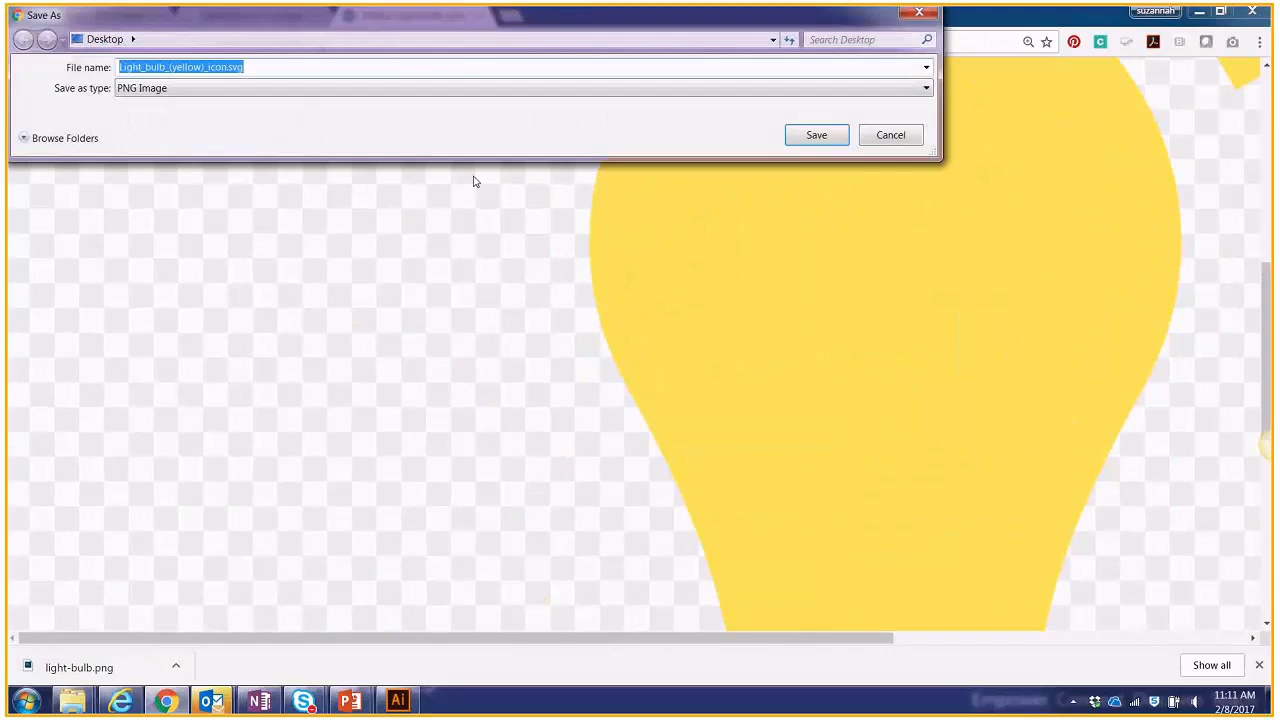 Save As
suzannah
Desktop
Search Desktop
File name: Light_bulb_(yellow)_icon.svg
Save as type: PNG Image
Browse Folders
Save
Cancel
light-bulb.png
Show all
Ai
11:11 AM
2/8/2017